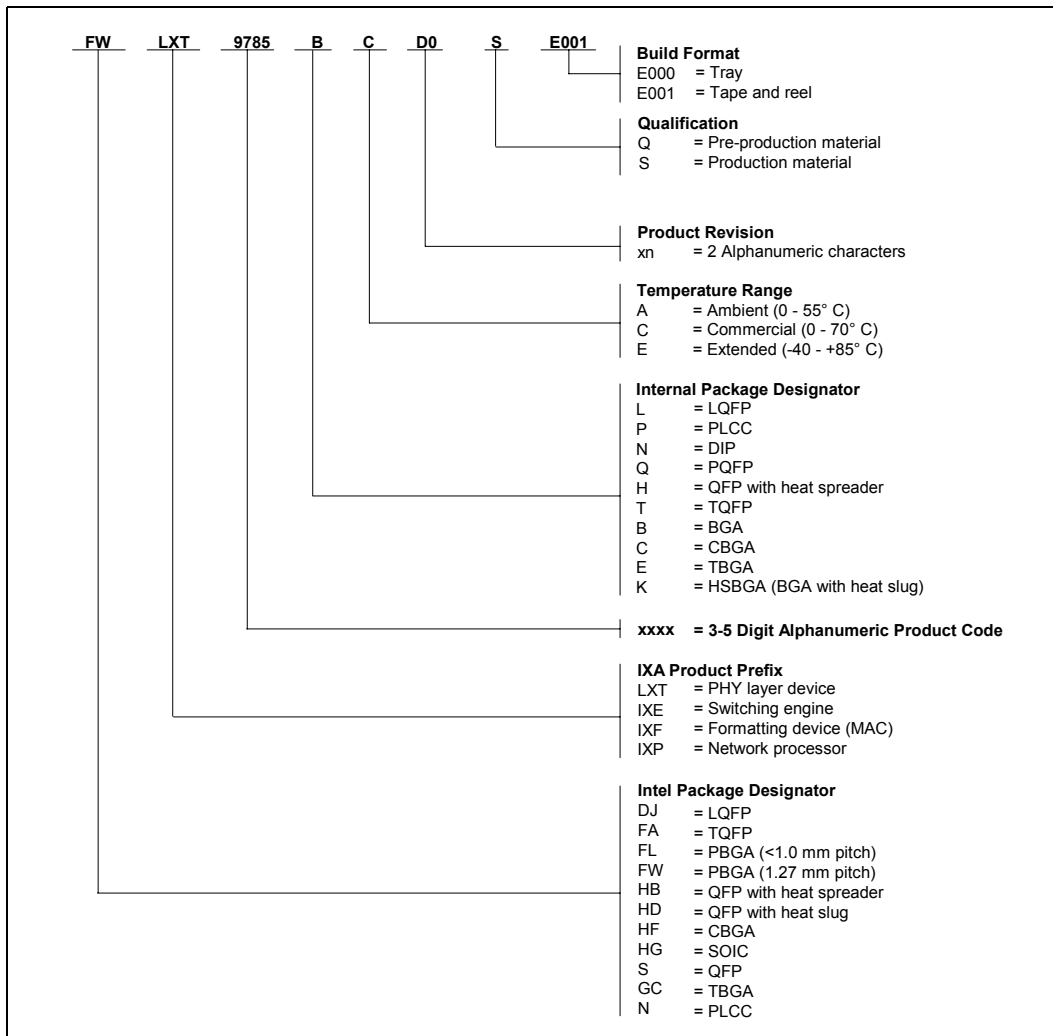 FW LXT 9785 B C D0 S E001
Build Format
E000 = Tray
E001 = Tape and reel
Qualification
Q = Pre-production material
S = Production material
Product Revision
xn = 2 Alphanumeric characters
Temperature Range
A = Ambient (0 - 55° C)
C = Commercial (0 - 70° C)
E = Extended (-40 - +85° C)
Internal Package Designator
L = LQFP
P = PLCC
N = DIP
Q = PQFP
H = QFP with heat spreader
T = TQFP
B = BGA
C = CBGA
E = TBGA
K = HSBGA (BGA with heat slug)
xxxx = 3-5 Digit Alphanumeric Product Code
IXA Product Prefix
LXT = PHY layer device
IXE = Switching engine
IXF = Formatting device (MAC)
IXP = Network processor
Intel Package Designator
DJ = LQFP
FA = TQFP
FL = PBGA (<1.0 mm pitch)
FW = PBGA (1.27 mm pitch)
HB = QFP with heat spreader
HD = QFP with heat slug
HF = CBGA
HG = SOIC
S = QFP
GC = TBGA
N = PLCC